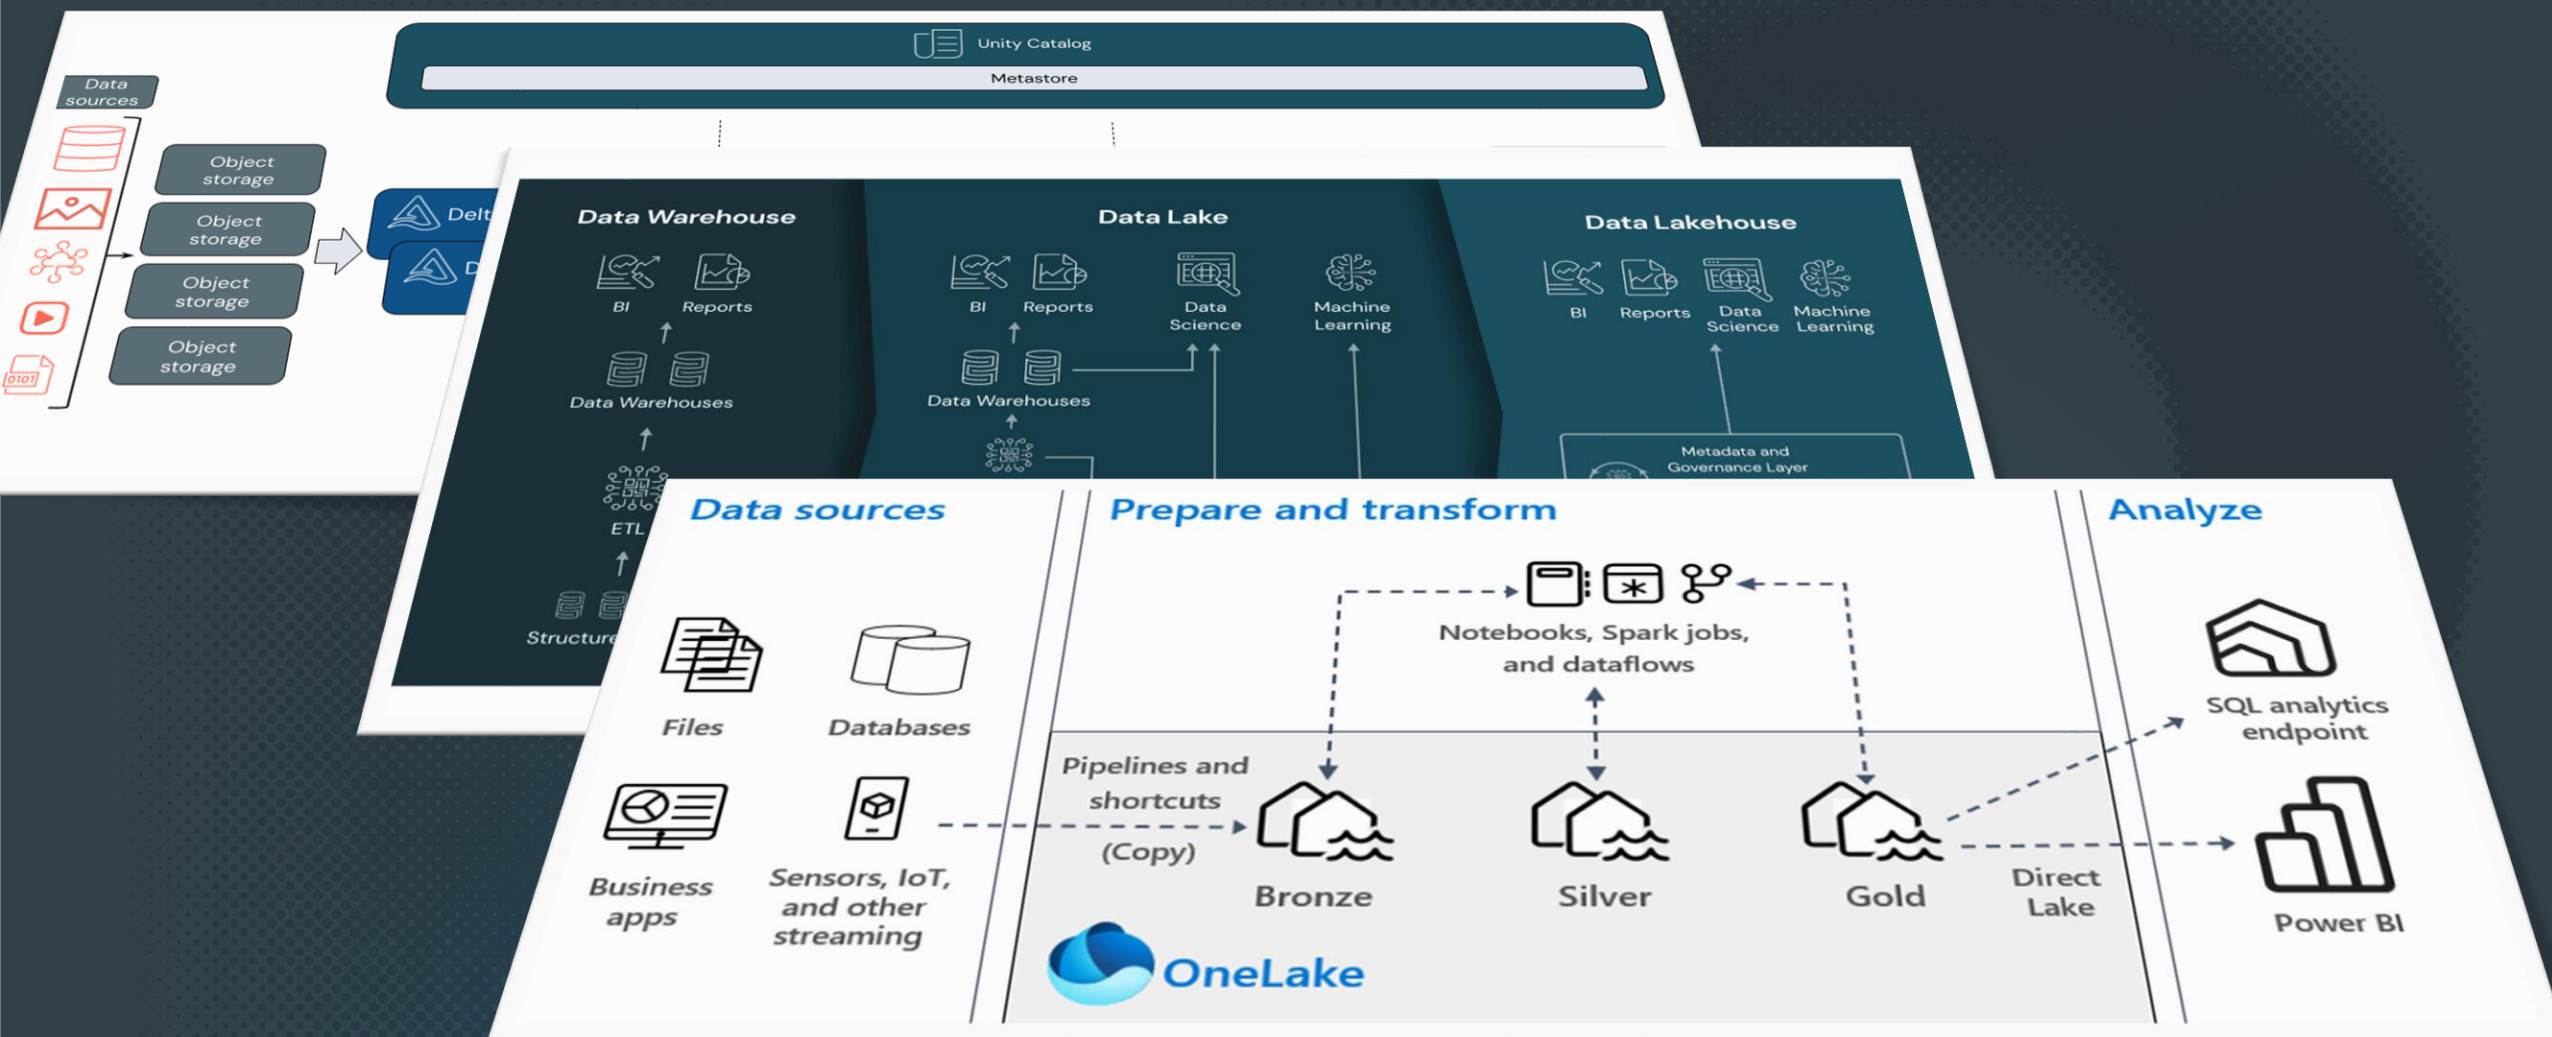 Unity Catalog
Metastore
Data
sources
Object
storage
Object
storage
Object
storage
Object
storage
0101
Delt
D
Data Warehouse
BI
Reports
Data Warehouses
ETL
Structure
Data Lake
BI
Reports
Data
Science
Machine
Learning
Data Warehouses
Data Lakehouse
BI
Reports
Data
Science
Machine
Learning
Metadata and
Governance Layer
Data sources
Files
Databases
Business
apps
Sensors, IoT,
and other
streaming
Prepare and transform
Notebooks, Spark jobs,
and dataflows
Pipelines and
shortcuts
(Copy)
Bronze
Silver
Gold
Direct
Lake
OneLake
Analyze
SQL analytics
endpoint
Power BI